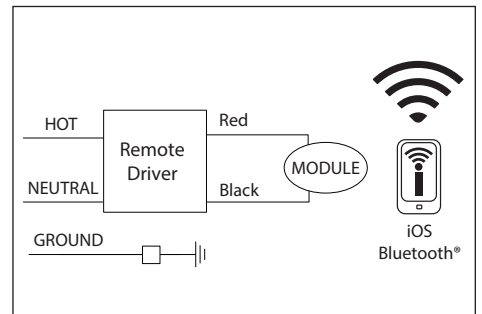 HOT
NEUTRAL
GROUND
Remote
Driver
Red
Black
MODULE
iOS
Bluetooth®